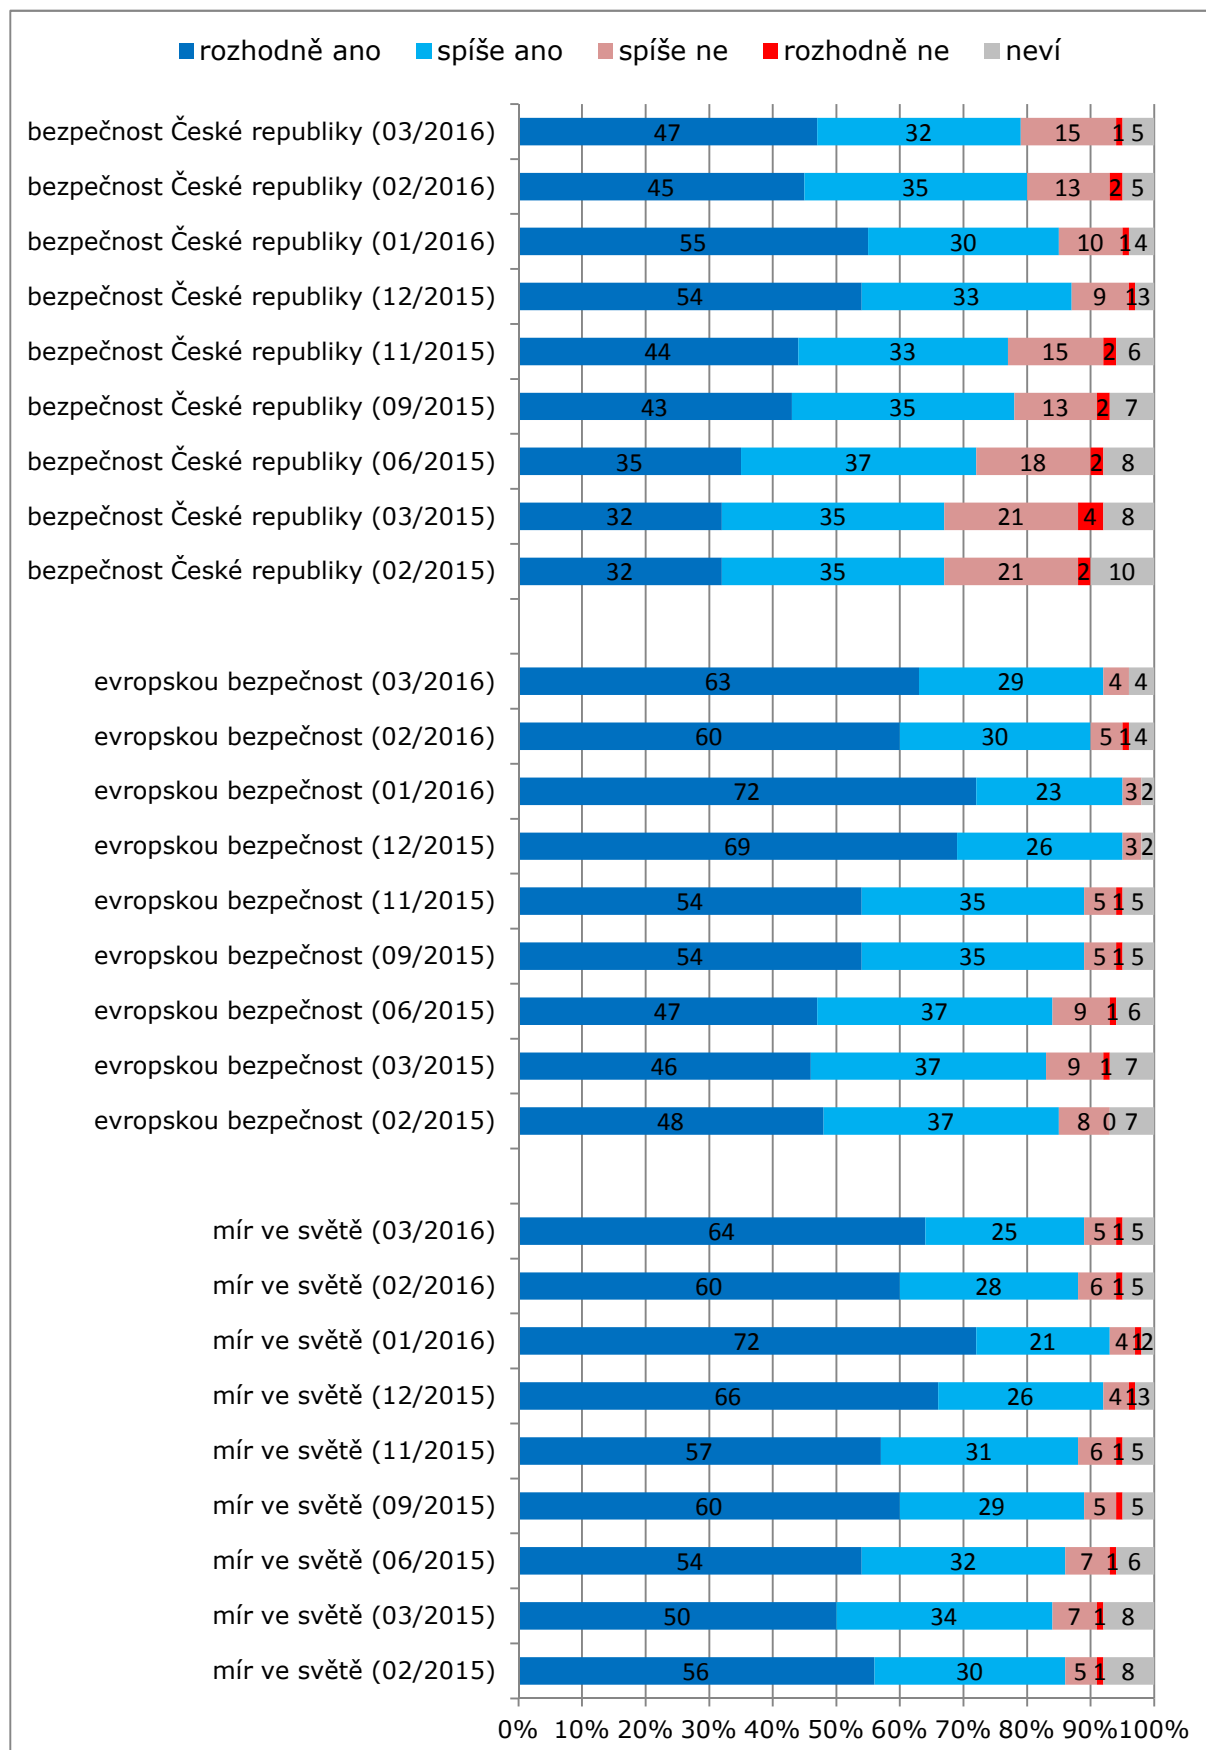 rozhodně ano spíše ano spíše ne rozhodně ne neví
bezpečnost České republiky (03/2016) 47 32 15 1 5
bezpečnost České republiky (02/2016) 45 35 13 2 5
bezpečnost České republiky (01/2016) 55 30 10 1 4
bezpečnost České republiky (12/2015) 54 33 9 1 3
bezpečnost České republiky (11/2015) 44 33 15 2 6
bezpečnost České republiky (09/2015) 43 35 13 2 7
bezpečnost České republiky (06/2015) 35 37 18 2 8
bezpečnost České republiky (03/2015) 32 35 21 4 8
bezpečnost České republiky (02/2015) 32 35 21 2 10
evropskou bezpečnost (03/2016) 63 29 4 4
evropskou bezpečnost (02/2016) 60 30 5 1 4
evropskou bezpečnost (01/2016) 72 23 3 2
evropskou bezpečnost (12/2015) 69 26 3 2
evropskou bezpečnost (11/2015) 54 35 5 1 5
evropskou bezpečnost (09/2015) 54 35 5 1 5
evropskou bezpečnost (06/2015) 47 37 9 1 6
evropskou bezpečnost (03/2015) 46 37 9 1 7
evropskou bezpečnost (02/2015) 48 37 8 0 7
mír ve světě (03/2016) 64 25 5 1 5
mír ve světě (02/2016) 60 28 6 1 5
mír ve světě (01/2016) 72 21 4 1 2
mír ve světě (12/2015) 66 26 4 1 3
mír ve světě (11/2015) 57 31 6 1 5
mír ve světě (09/2015) 60 29 5 5
mír ve světě (06/2015) 54 32 7 1 6
mír ve světě (03/2015) 50 34 7 1 8
mír ve světě (02/2015) 56 30 5 1 8
0% 10% 20% 30% 40% 50% 60% 70% 80% 90% 100%